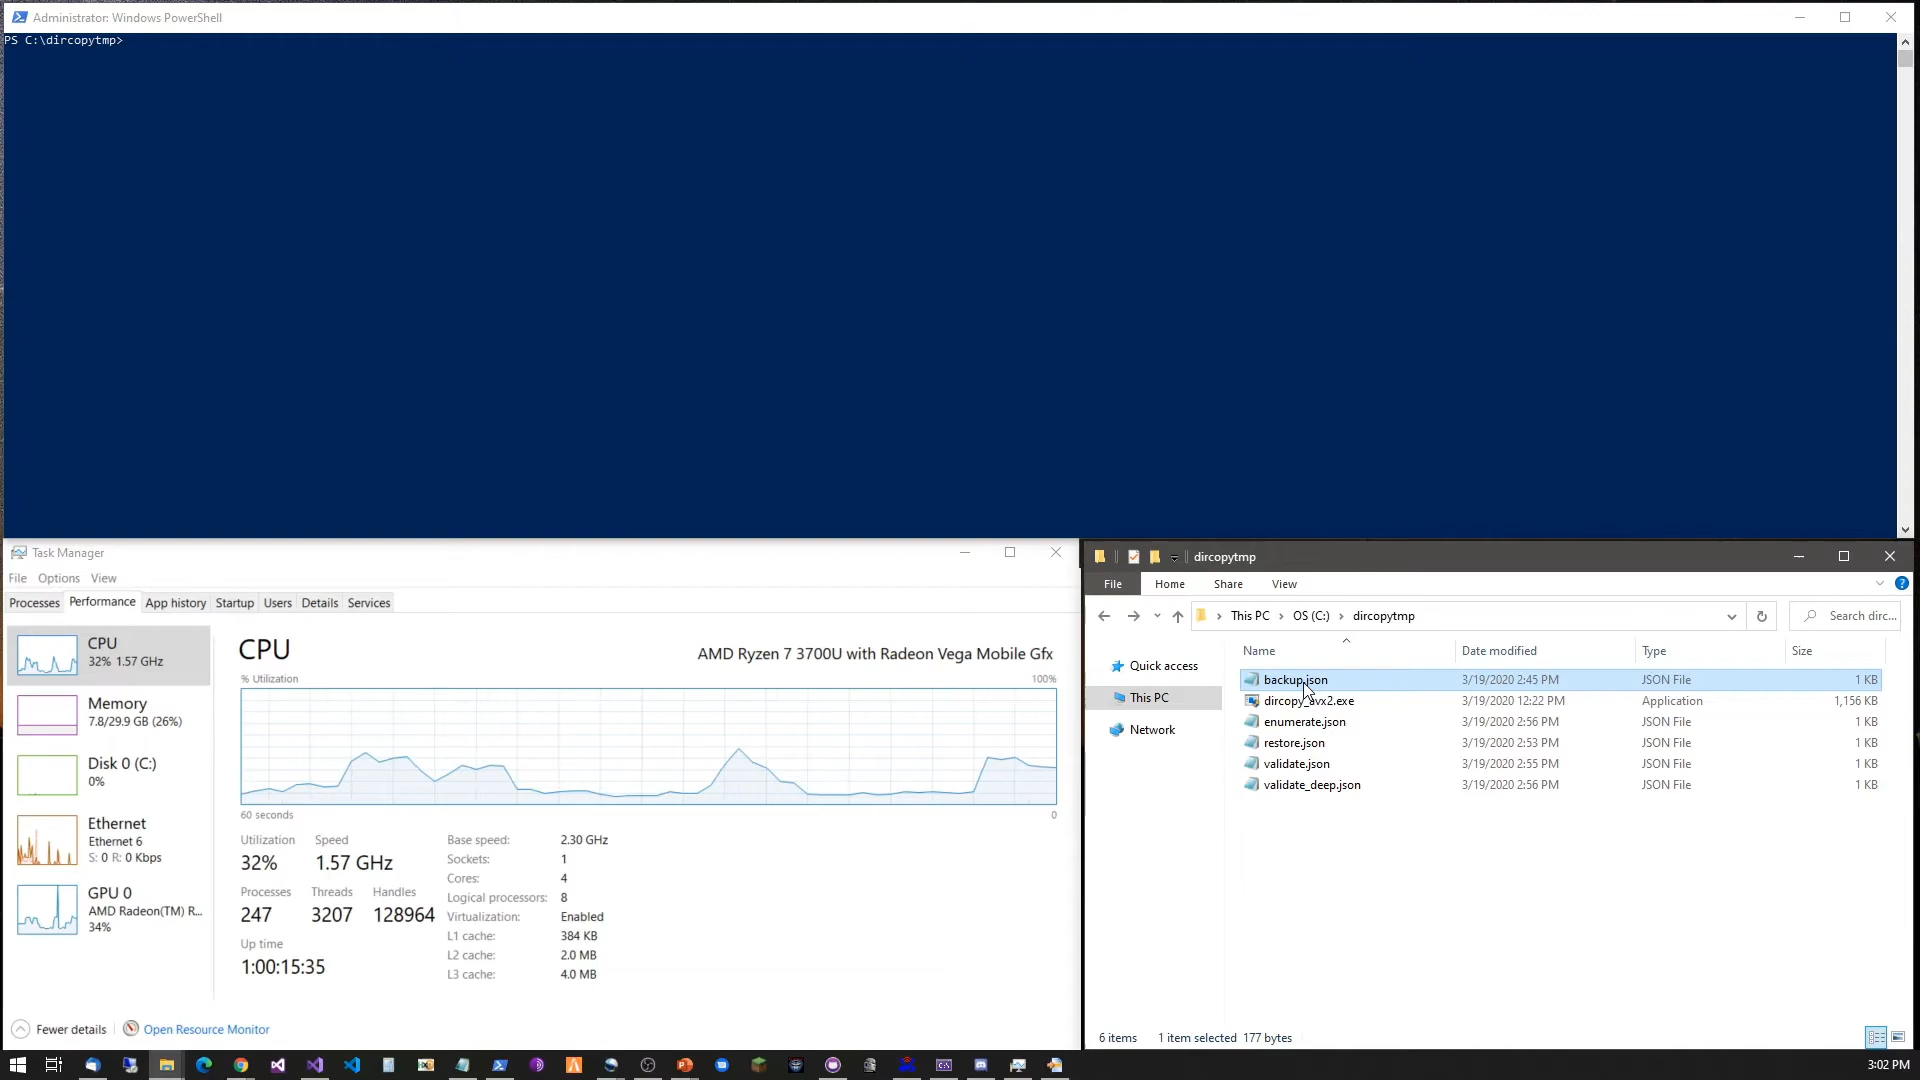 Administrator: Windows PowerShell
PS C:\dircopytmp>
Task Manager
File Options View
Processes Performance App history Startup Users Details Services
CPU
32% 1.57 GHz
Memory
7.8/29.9 GB (26%)
Disk 0 (C:)
0%
Ethernet
Ethernet 6
S: 0 R: 0 Kbps
GPU 0
AMD Radeon(TM) R...
34%
CPU
AMD Ryzen 7 3700U with Radeon Vega Mobile Gfx
% Utilization 100%
60 seconds 0
Utilization Speed
32% 1.57 GHz
Processes Threads Handles
247 3207 128964
Up time
1:00:15:35
Base speed: 2.30 GHz
Sockets: 1
Cores: 4
Logical processors: 8
Virtualization: Enabled
L1 cache: 384 KB
L2 cache: 2.0 MB
L3 cache: 4.0 MB
Fewer details Open Resource Monitor
dircopytmp
File Home Share View
This PC OS (C:) dircopytmp
Search dirc...
Quick access
This PC
Network
Name Date modified Type Size
backup.json 3/19/2020 2:45 PM JSON File 1 KB
dircopy_avx2.exe 3/19/2020 12:22 PM Application 1,156 KB
enumerate.json 3/19/2020 2:56 PM JSON File 1 KB
restore.json 3/19/2020 2:53 PM JSON File 1 KB
validate.json 3/19/2020 2:55 PM JSON File 1 KB
validate_deep.json 3/19/2020 2:56 PM JSON File 1 KB
6 items 1 item selected 177 bytes
3:02 PM